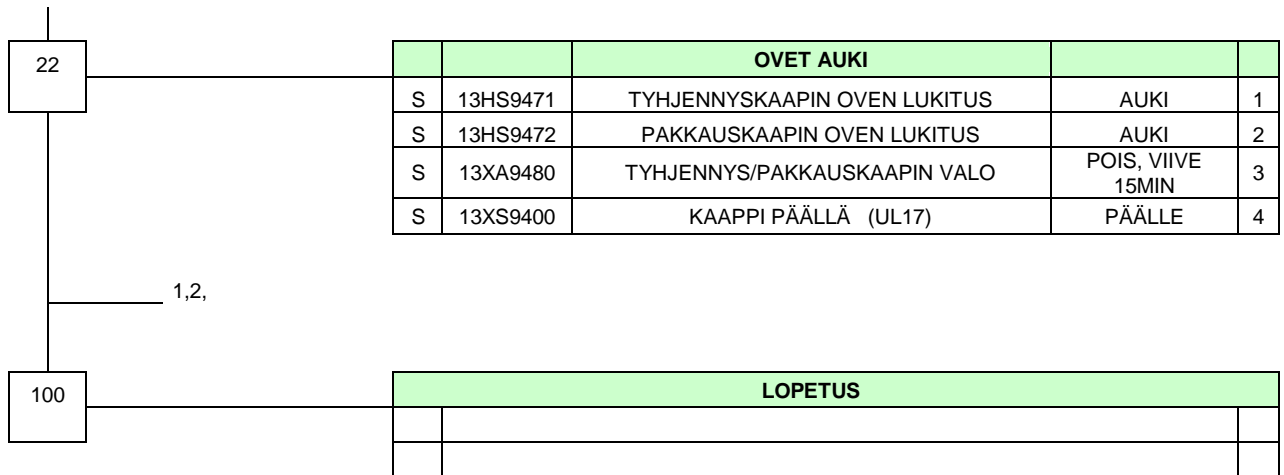 22
OVET AUKI
S 13HS9471 TYHJENNYSKAAPIN OVEN LUKITUS AUKI 1
S 13HS9472 PAKKAUSKAAPIN OVEN LUKITUS AUKI 2
S 13XA9480 TYHJENNYS/PAKKAUSKAAPIN VALO POIS, VIIVE 15MIN 3
S 13XS9400 KAAPPI PÄÄLLÄ (UL17) PÄÄLLE 4
1,2,
100
LOPETUS